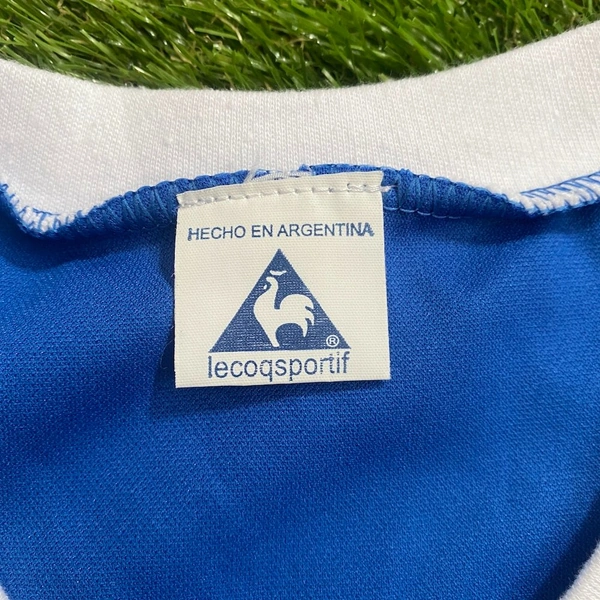 HECHO EN ARGENTINA
®
lecoqsportif